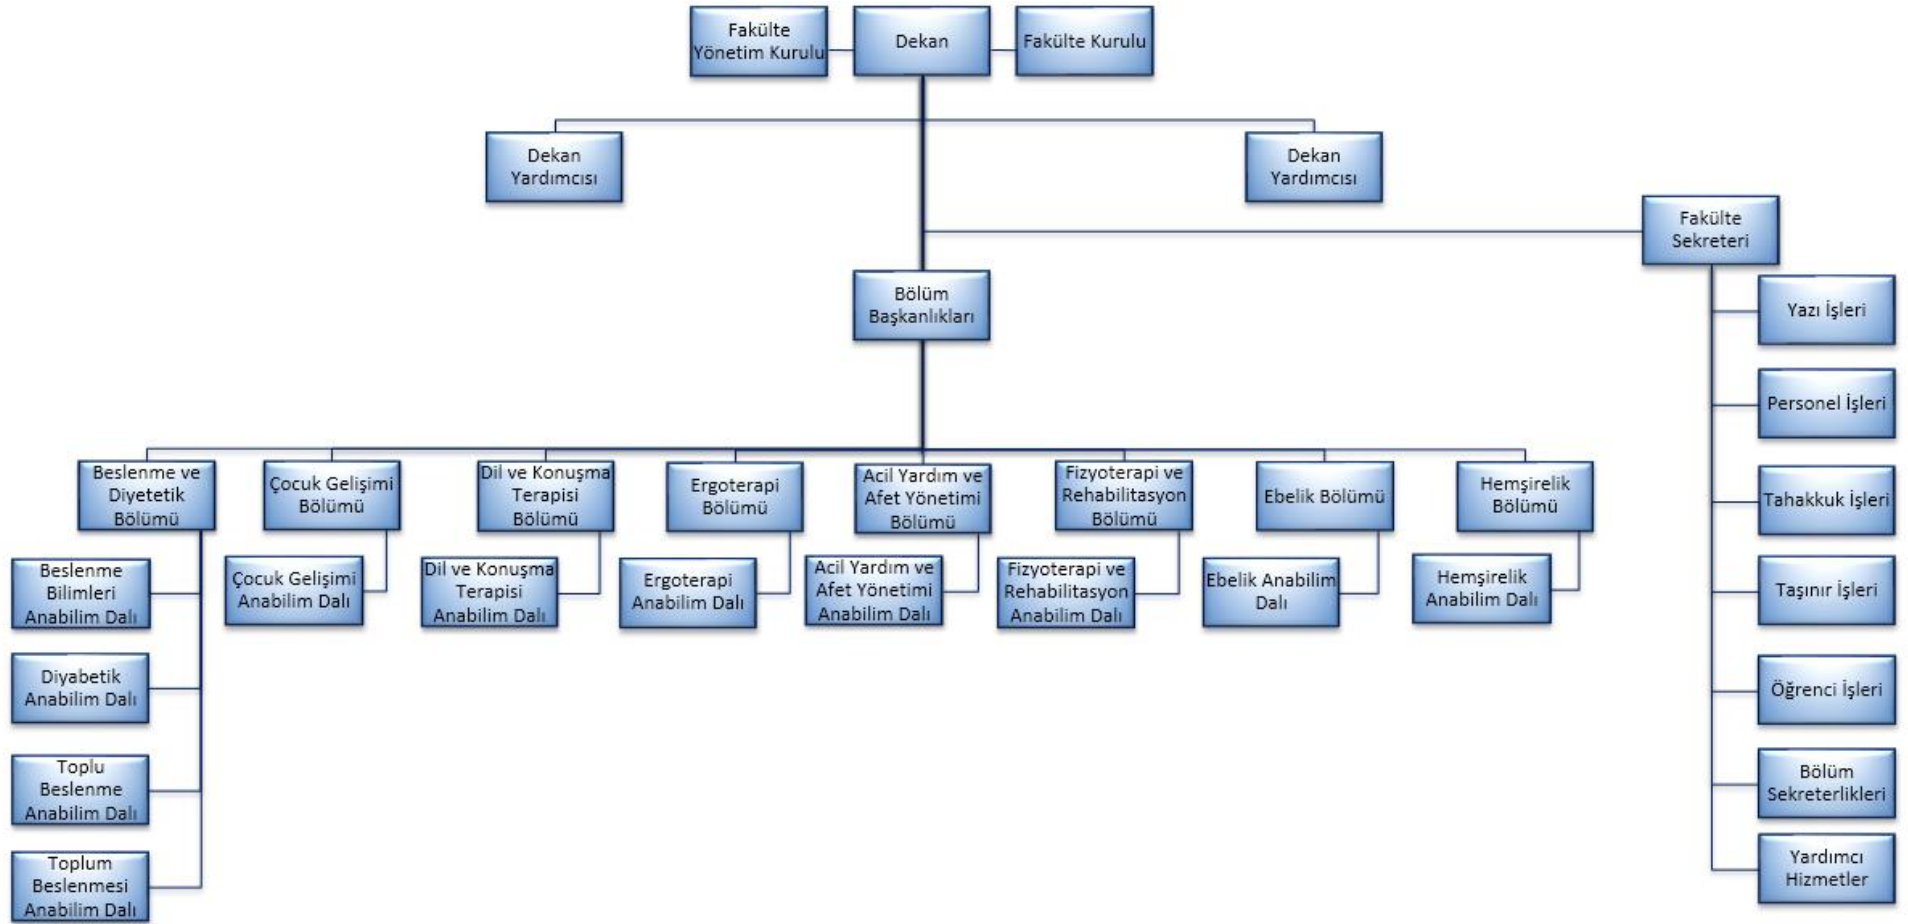 Fakülte
Yönetim Kurulu
Dekan
Fakülte Kurulu
Dekan
Yardımcısı
Dekan
Yardımcısı
Fakülte
Sekreteri
Bölüm
Başkanlıkları
Yazı İşleri
Personel İşleri
Tahakkuk İşleri
Taşınır İşleri
Öğrenci İşleri
Bölüm
Sekreterlikleri
Yardımcı
Hizmetler
Beslenme ve
Diyetetik
Bölümü
Çocuk Gelişimi
Bölümü
Dil ve Konuşma
Terapisi
Bölümü
Ergoterapi
Bölümü
Acil Yardım ve
Afet Yönetimi
Bölümü
Fizyoterapi ve
Rehabilitasyon
Bölümü
Ebelik Bölümü
Hemşirelik
Bölümü
Beslenme
Bilimleri
Anabilim Dalı
Diyabetik
Anabilim Dalı
Toplu
Beslenme
Anabilim Dalı
Toplum
Beslenmesi
Anabilim Dalı
Çocuk Gelişimi
Anabilim Dalı
Dil ve Konuşma
Terapisi
Anabilim Dalı
Ergoterapi
Anabilim Dalı
Acil Yardım ve
Afet Yönetimi
Anabilim Dalı
Fizyoterapi ve
Rehabilitasyon
Anabilim Dalı
Ebelik Anabilim
Dalı
Hemşirelik
Anabilim Dalı